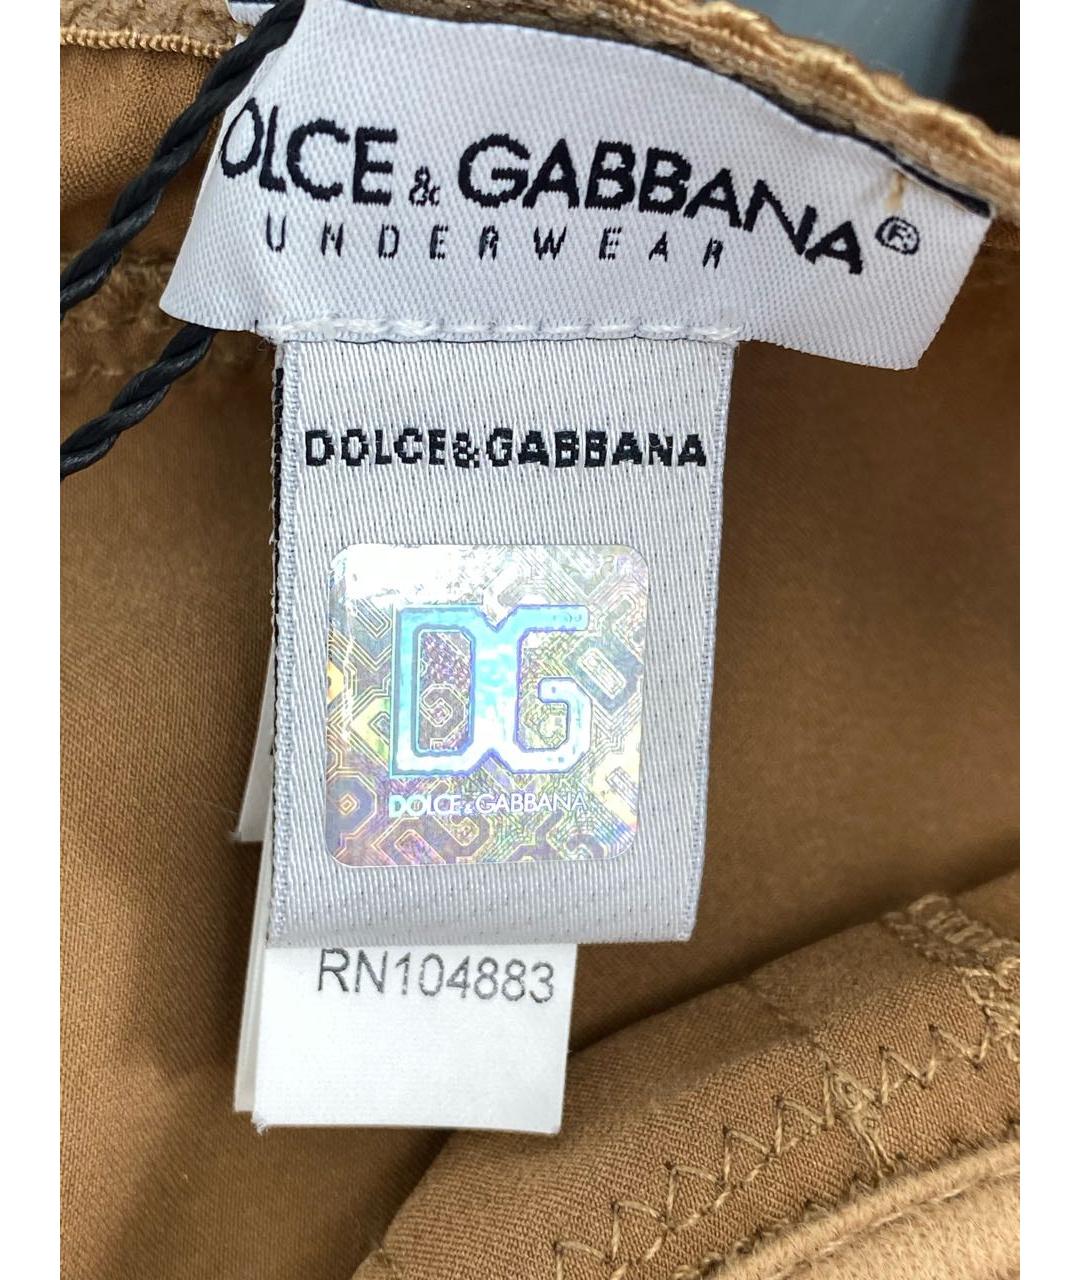 DOLCE & GABBANA®
UNDERWEAR
DOLCE&GABBANA
DG
DOLCE&GABBANA
RN104883